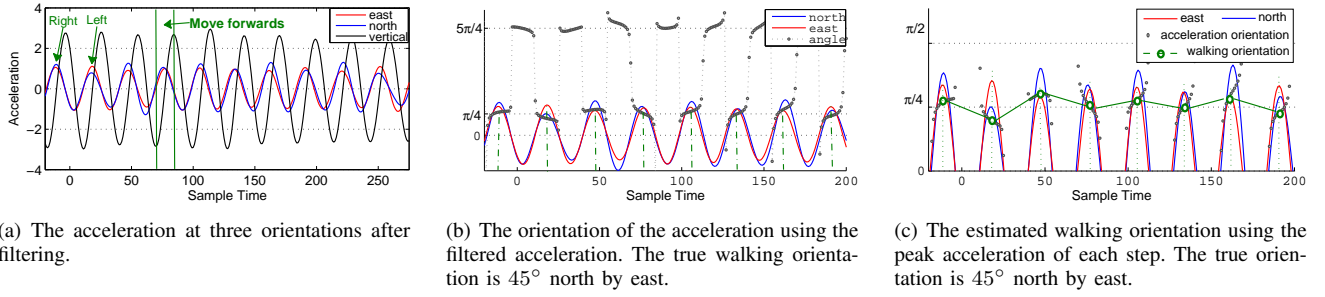 Right
Left
Move forwards
east
north
vertical
4
2
0
−2
−4
Acceleration
0
50
100
150
200
250
Sample Time
(a) The acceleration at three orientations after
filtering.
north
east
angle
5π/4
π/4
0
0
50
100
150
200
Sample Time
(b) The orientation of the acceleration using the
filtered acceleration. The true walking orienta-
tion is 45° north by east.
east
north
acceleration orientation
walking orientation
π/2
π/4
0
0
50
100
150
200
Sample Time
(c) The estimated walking orientation using the
peak acceleration of each step. The true orien-
tation is 45° north by east.